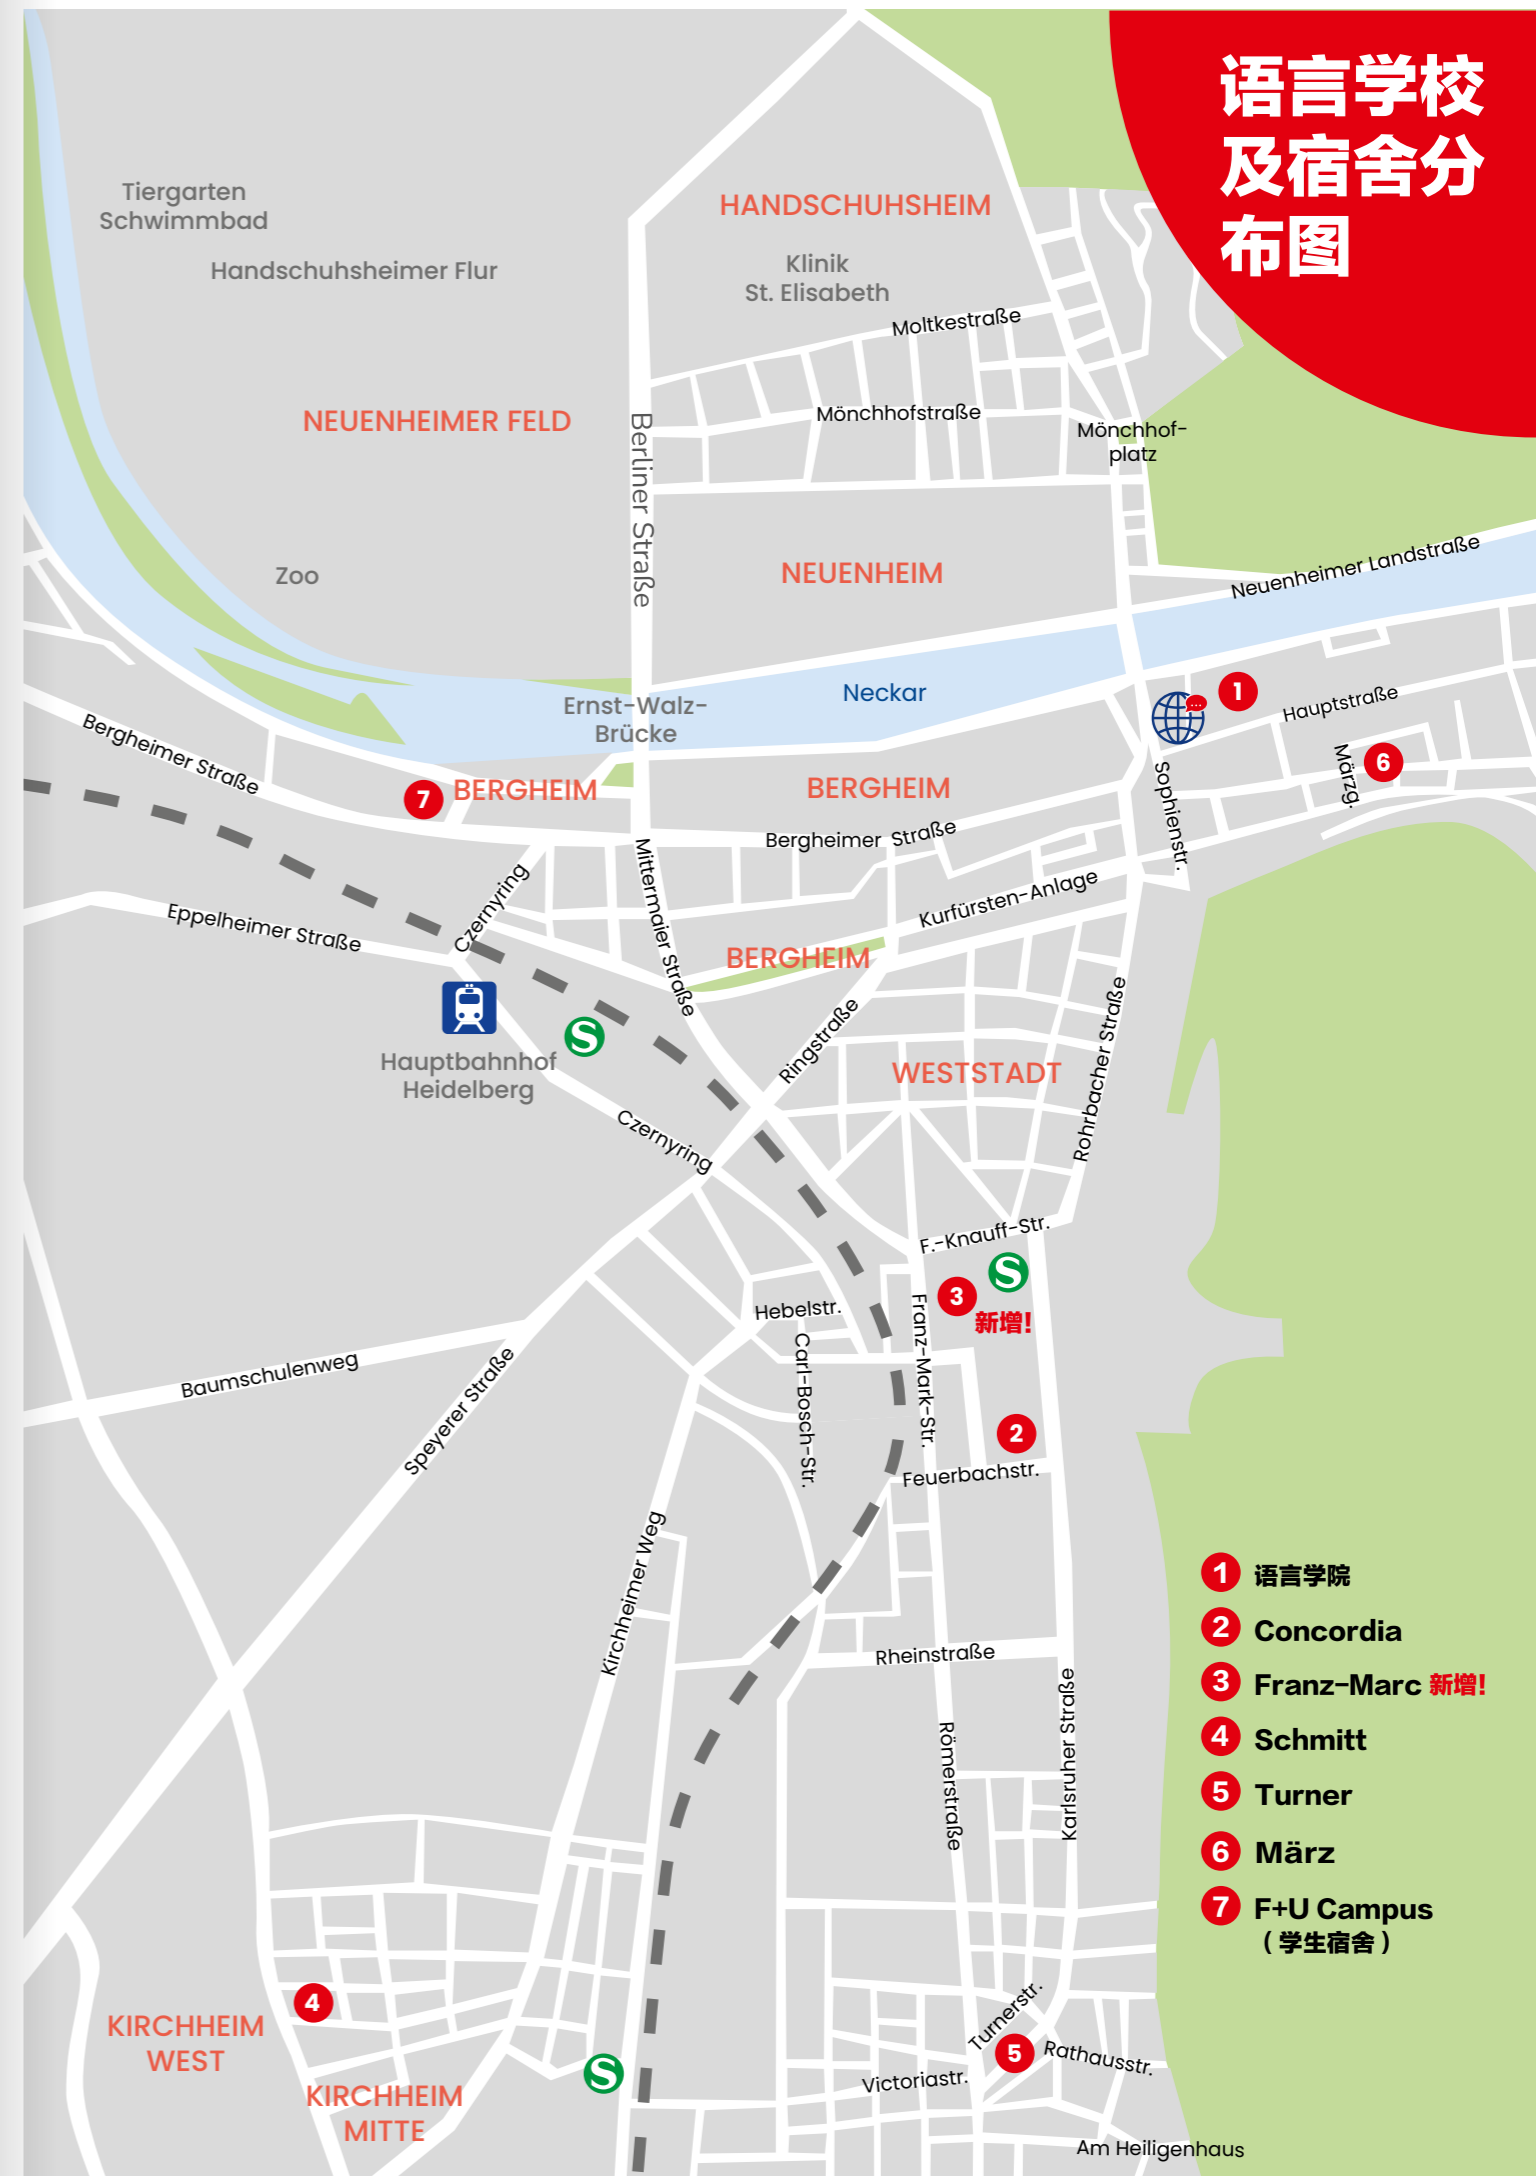 语言学校
及宿舍分
布图
Tiergarten
Schwimmbad
HANDSCHUHSHEIM
Handschuhsheimer Flur
Klinik
St. Elisabeth
Moltkestraße
NEUENHEIMER FELD
Berliner Straße
Mönchhofstraße
Mönchhof-
platz
Zoo
NEUENHEIM
Neuenheimer Landstraße
Ernst-Walz-
Brücke
Neckar
1
Hauptstraße
Bergheimer Straße
7
BERGHEIM
BERGHEIM
Sophienstr.
Märzg.
6
Bergheimer Straße
Mittermaier Straße
Czernyring
Kurfürsten-Anlage
Eppelheimer Straße
BERGHEIM
S
Hauptbahnhof
Heidelberg
Ringstraße
WESTSTADT
Rohrbacher Straße
Czernyring
F.-Knauff-Str.
S
3
新增!
Hebelstr.
Carl-Bosch-Str.
Franz-Mark-Str.
Baumschulenweg
Speyerer Straße
2
Feuerbachstr.
Kirchheimer Weg
Rheinstraße
Römerstraße
Karlsruher Straße
1 语言学院
2 Concordia
3 Franz-Marc 新增!
4 Schmitt
5 Turner
6 März
7 F+U Campus
(学生宿舍)
4
KIRCHHEIM
WEST
KIRCHHEIM
MITTE
S
Turnerstr.
5
Rathausstr.
Victoriastr.
Am Heiligenhaus